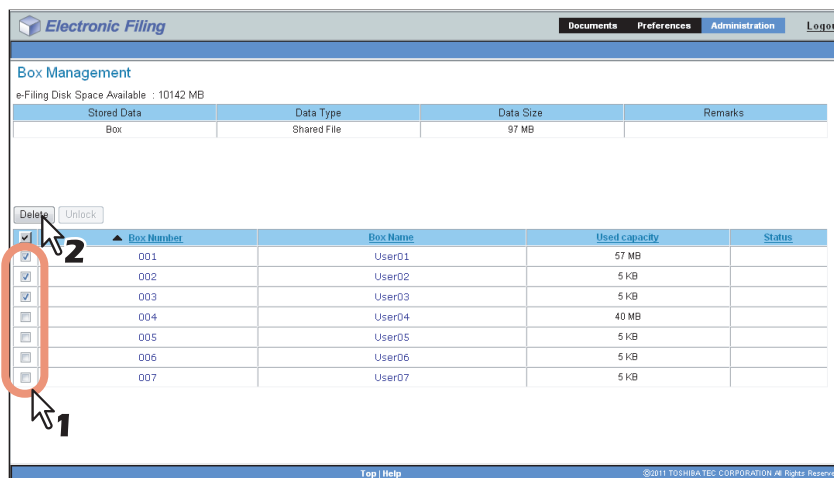 Electronic Filing Documents Preferences Administration Logou
Box Management
e-Filing Disk Space Available : 10142 MB
Stored Data Data Type Data Size Remarks
Box Shared File 97 MB
Delete Unlock
2
Box Number Box Name Used capacity Status
001 User01 57 MB
002 User02 5 KB
003 User03 5 KB
004 User04 40 MB
005 User05 5 KB
006 User06 5 KB
007 User07 5 KB
1
Top | Help ©2011 TOSHIBA TEC CORPORATION All Rights Reserve